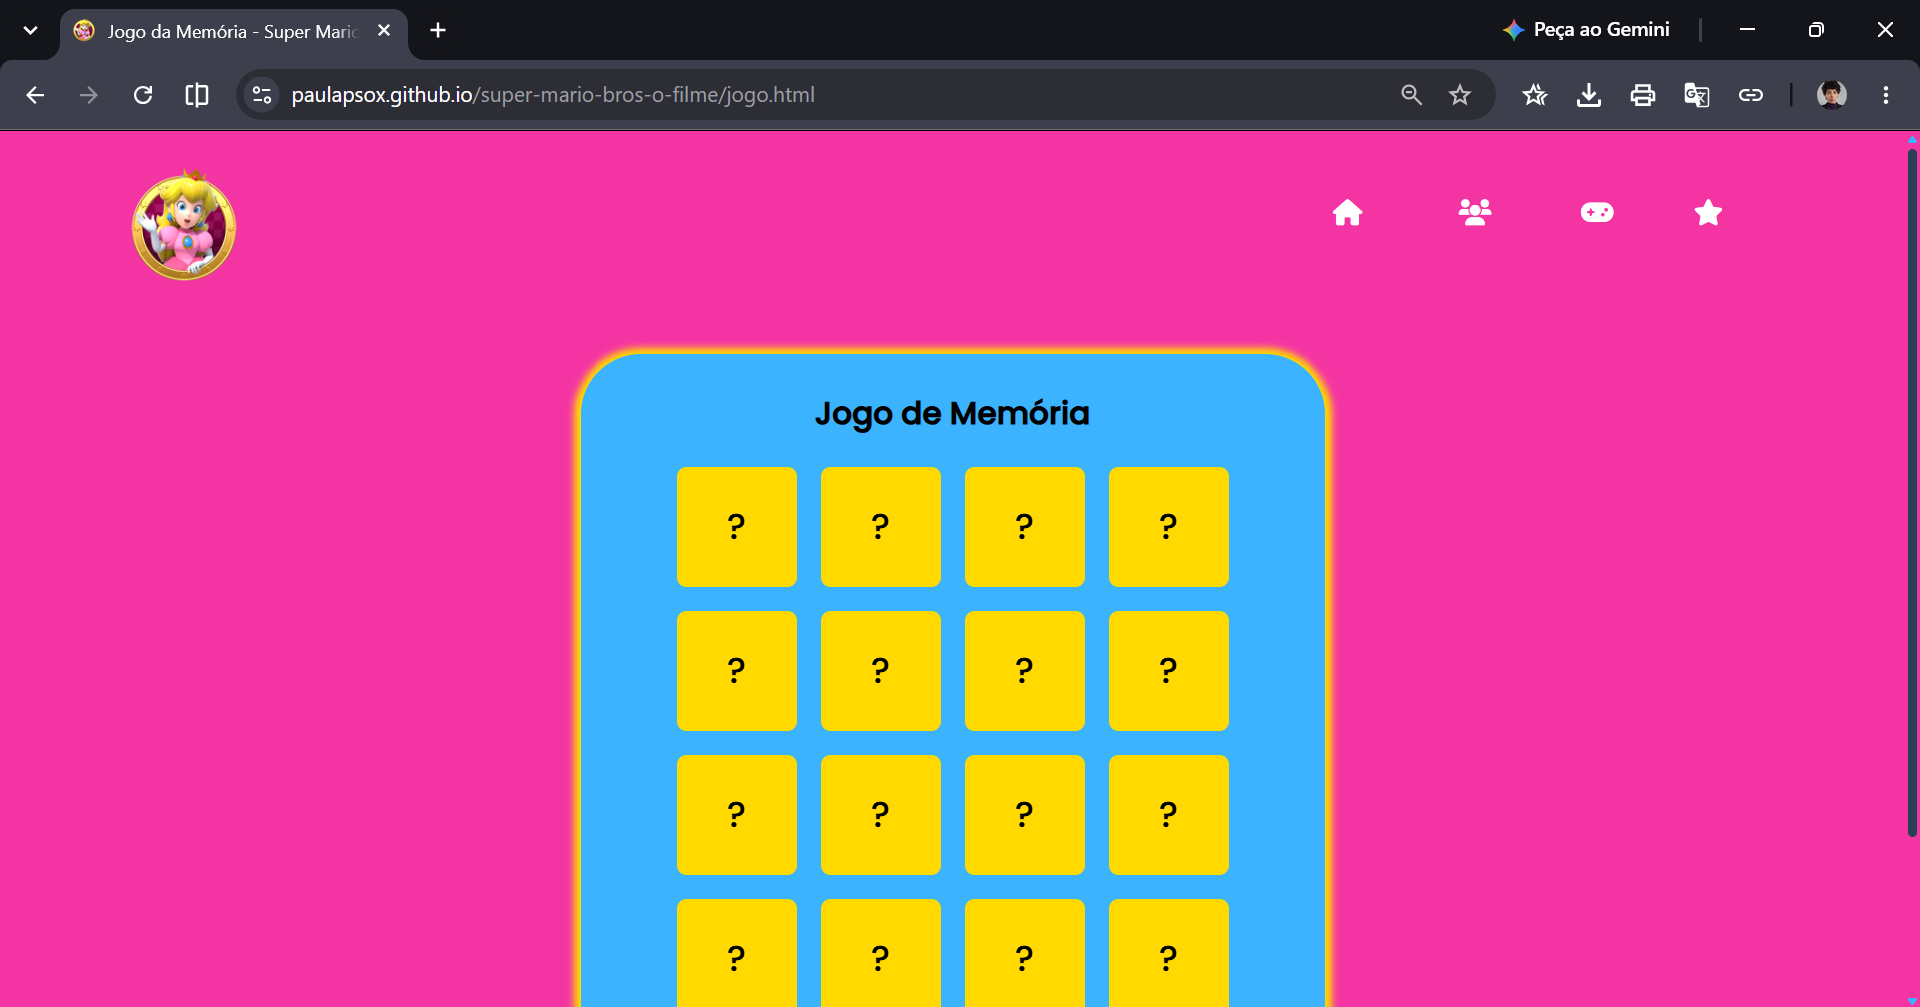 Jogo da Memória - Super Mario
Peça ao Gemini
paulapsox.github.io/super-mario-bros-o-filme/jogo.html
Jogo de Memória
? ? ? ?
? ? ? ?
? ? ? ?
? ? ? ?